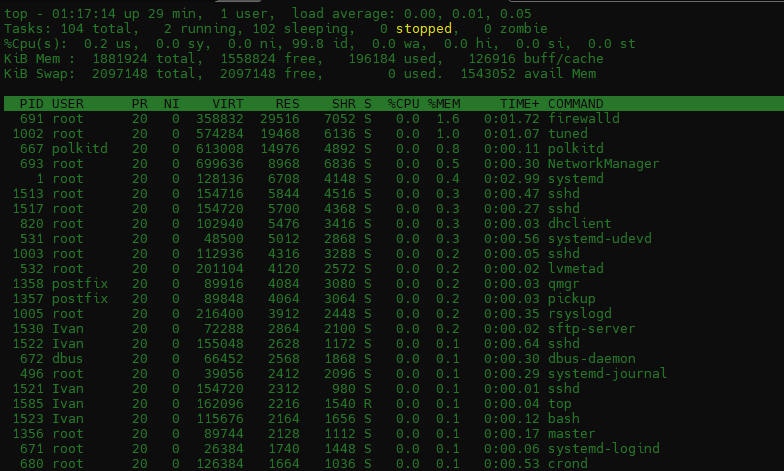 top - 01:17:14 up 29 min,  1 user,  load average: 0.00, 0.01, 0.05
Tasks: 104 total,   2 running, 102 sleeping,   0 stopped,   0 zombie
%Cpu(s):  0.2 us,  0.0 sy,  0.0 ni, 99.8 id,  0.0 wa,  0.0 hi,  0.0 si,  0.0 st
KiB Mem :  1881924 total,  1558824 free,   196184 used,   126916 buff/cache
KiB Swap:  2097148 total,  2097148 free,        0 used.  1543052 avail Mem
  PID USER      PR  NI    VIRT    RES    SHR S  %CPU %MEM     TIME+ COMMAND
  691 root      20   0  358832  29516   7052 S   0.0  1.6   0:01.72 firewalld
 1002 root      20   0  574284  19468   6136 S   0.0  1.0   0:01.07 tuned
  667 polkitd   20   0  613008  14976   4892 S   0.0  0.8   0:00.11 polkitd
  693 root      20   0  699636   8968   6836 S   0.0  0.5   0:00.30 NetworkManager
    1 root      20   0  128136   6708   4148 S   0.0  0.4   0:02.99 systemd
 1513 root      20   0  154716   5844   4516 S   0.0  0.3   0:00.47 sshd
 1517 root      20   0  154720   5700   4368 S   0.0  0.3   0:00.27 sshd
  820 root      20   0  102940   5476   3416 S   0.0  0.3   0:00.03 dhclient
  531 root      20   0   48500   5012   2868 S   0.0  0.3   0:00.56 systemd-udevd
 1003 root      20   0  112936   4316   3288 S   0.0  0.2   0:00.05 sshd
  532 root      20   0  201104   4120   2572 S   0.0  0.2   0:00.02 lvmetad
 1358 postfix   20   0   89916   4084   3080 S   0.0  0.2   0:00.03 qmgr
 1357 postfix   20   0   89848   4064   3064 S   0.0  0.2   0:00.03 pickup
 1005 root      20   0  216400   3912   2448 S   0.0  0.2   0:00.35 rsyslogd
 1530 Ivan      20   0   72288   2864   2100 S   0.0  0.2   0:00.02 sftp-server
 1522 Ivan      20   0  155048   2628   1172 S   0.0  0.1   0:00.64 sshd
  672 dbus      20   0   66452   2568   1868 S   0.0  0.1   0:00.30 dbus-daemon
  496 root      20   0   39056   2412   2096 S   0.0  0.1   0:00.29 systemd-journal
 1521 Ivan      20   0  154720   2312    980 S   0.0  0.1   0:00.01 sshd
 1585 Ivan      20   0  162096   2216   1540 R   0.0  0.1   0:00.04 top
 1523 Ivan      20   0  115676   2164   1656 S   0.0  0.1   0:00.12 bash
 1356 root      20   0   89744   2128   1112 S   0.0  0.1   0:00.17 master
  671 root      20   0   26384   1740   1448 S   0.0  0.1   0:00.06 systemd-logind
  680 root      20   0  126384   1664   1036 S   0.0  0.1   0:00.53 crond